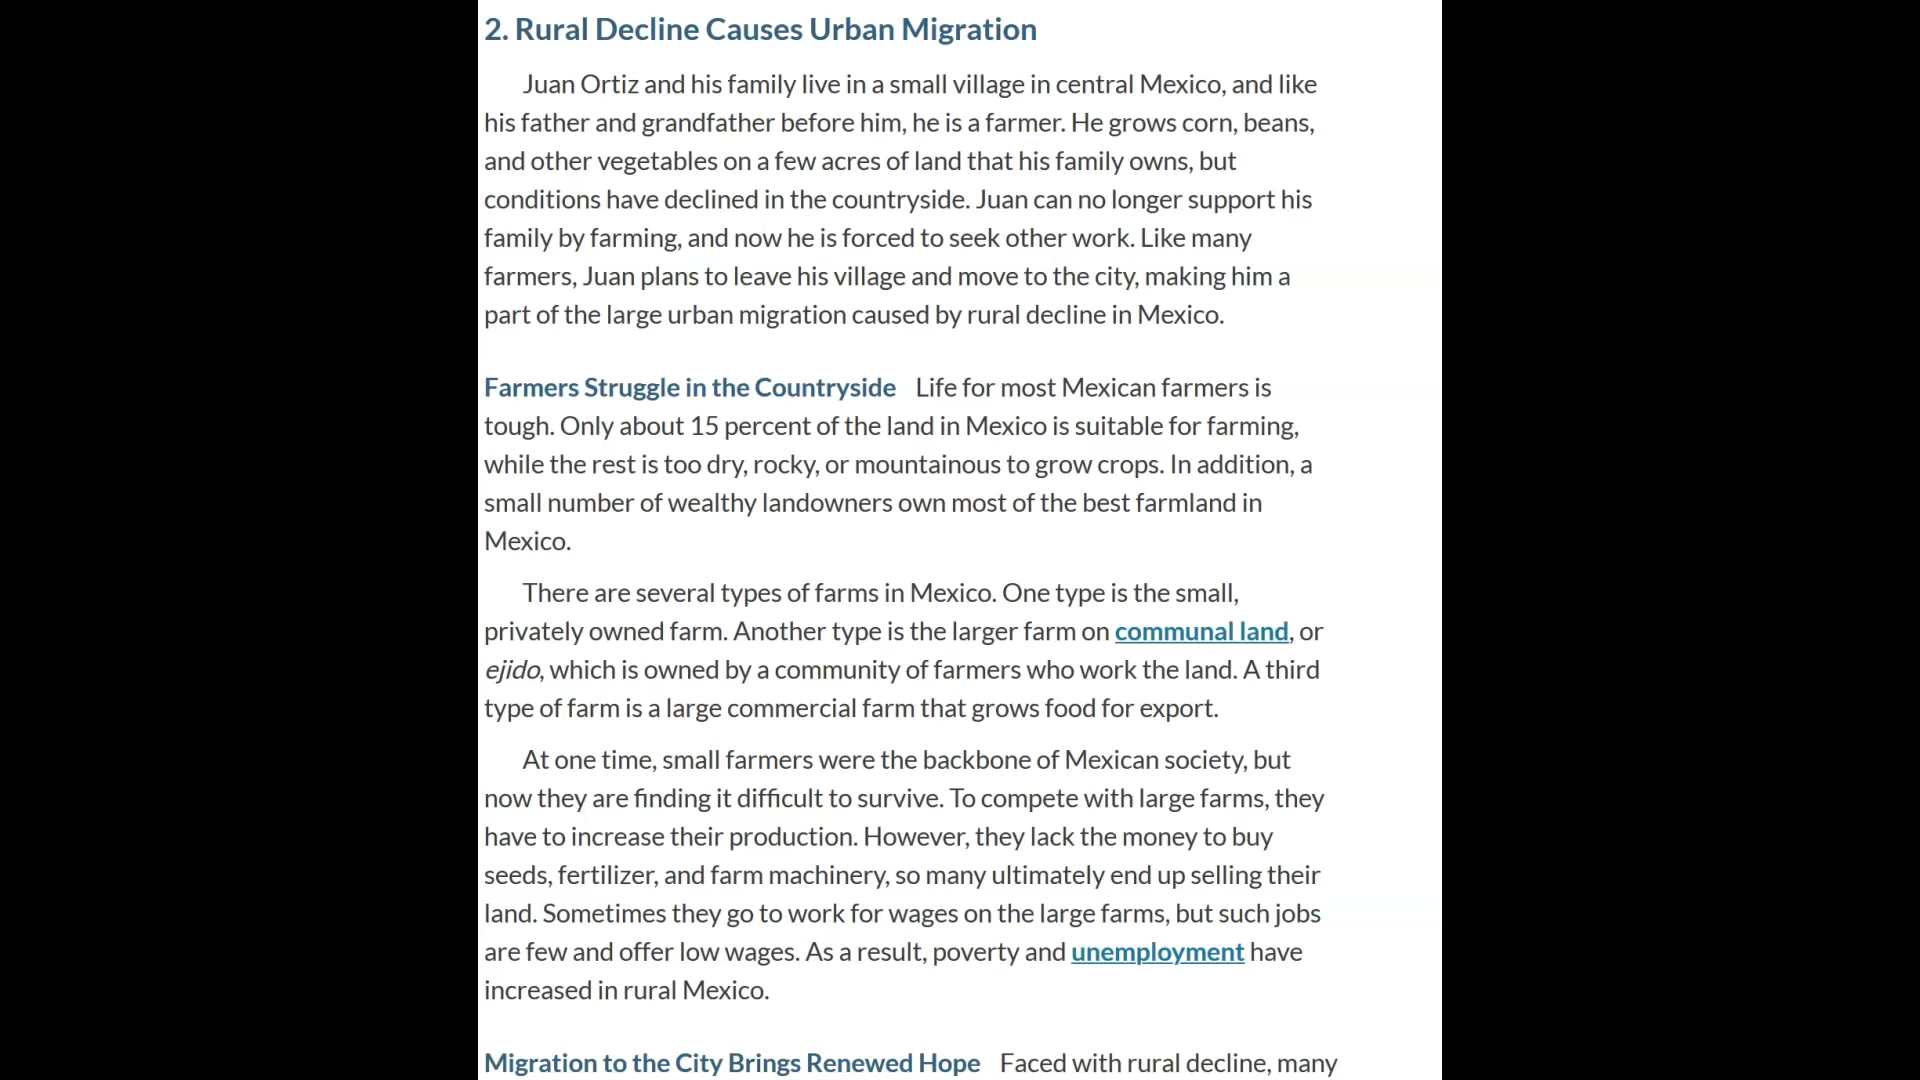 2. Rural Decline Causes Urban Migration
Juan Ortiz and his family live in a small village in central Mexico, and like
his father and grandfather before him, he is a farmer. He grows corn, beans,
and other vegetables on a few acres of land that his family owns, but
conditions have declined in the countryside. Juan can no longer support his
family by farming, and now he is forced to seek other work. Like many
farmers, Juan plans to leave his village and move to the city, making him a
part of the large urban migration caused by rural decline in Mexico.
Farmers Struggle in the Countryside Life for most Mexican farmers is
tough. Only about 15 percent of the land in Mexico is suitable for farming,
while the rest is too dry, rocky, or mountainous to grow crops. In addition, a
small number of wealthy landowners own most of the best farmland in
Mexico.
There are several types of farms in Mexico. One type is the small,
privately owned farm. Another type is the larger farm on communal land, or
ejido, which is owned by a community of farmers who work the land. A third
type of farm is a large commercial farm that grows food for export.
At one time, small farmers were the backbone of Mexican society, but
now they are finding it difficult to survive. To compete with large farms, they
have to increase their production. However, they lack the money to buy
seeds, fertilizer, and farm machinery, so many ultimately end up selling their
land. Sometimes they go to work for wages on the large farms, but such jobs
are few and offer low wages. As a result, poverty and unemployment have
increased in rural Mexico.
Migration to the City Brings Renewed Hope Faced with rural decline, many